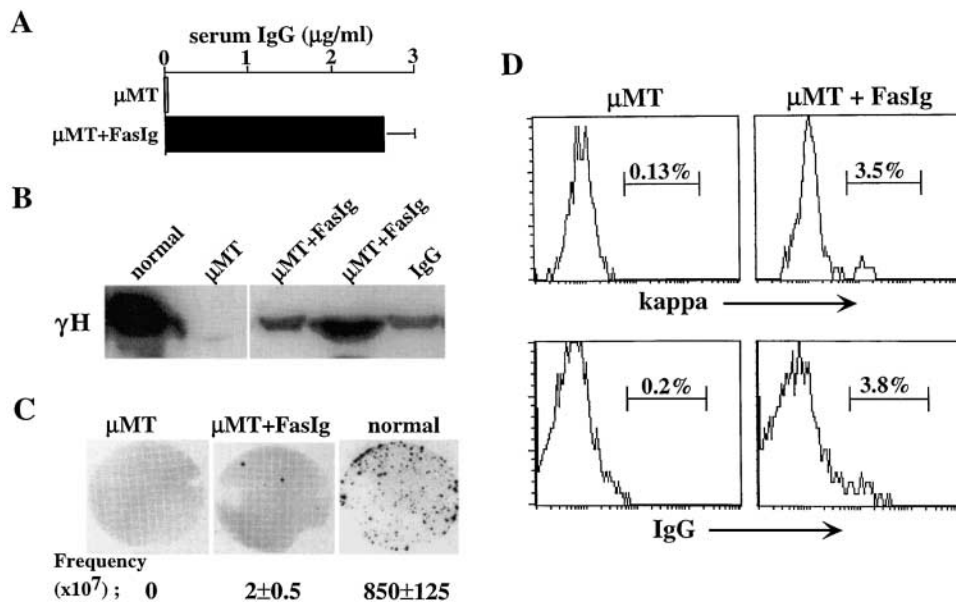 A
serum IgG (μg/ml)
0 1 2 3
μMT
μMT+FasIg
B
normal
μMT
μMT+FasIg
μMT+FasIg
IgG
γH
C
μMT
μMT+FasIg
normal
Frequency
(x10⁷) ; 0 2±0.5 850±125
D
μMT
μMT + FasIg
0.13%
3.5%
kappa
0.2%
3.8%
IgG